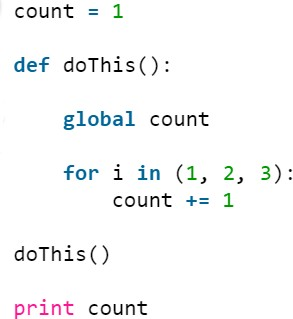 count = 1
def doThis():
    global count
    for i in (1, 2, 3):
        count += 1
doThis()
print count